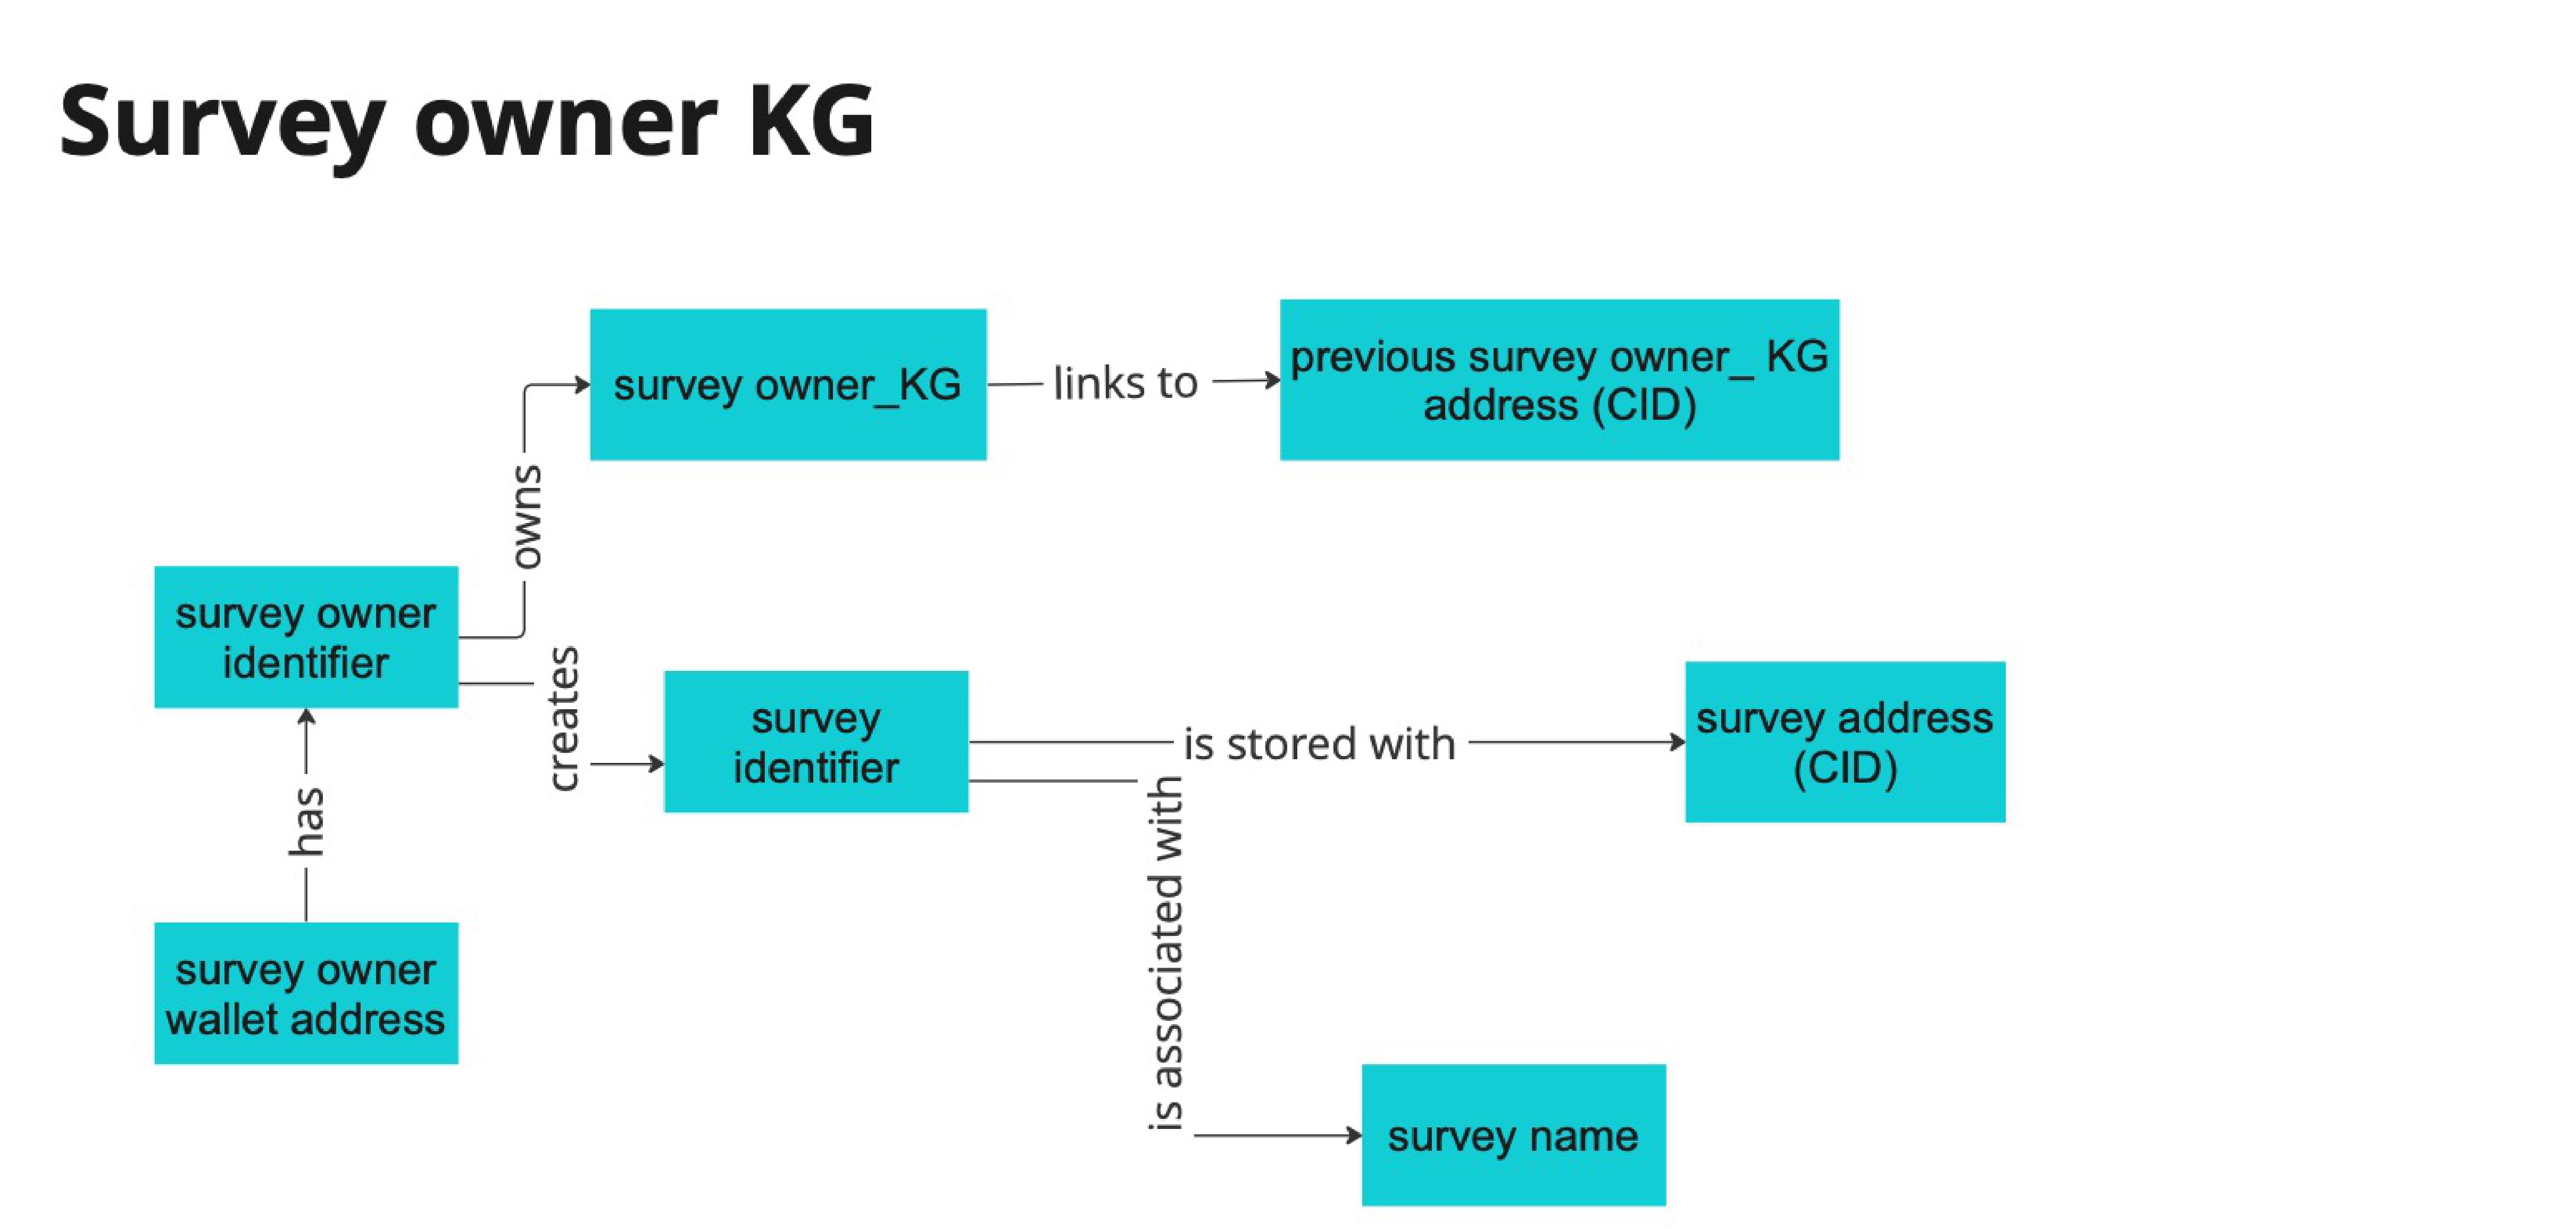 Survey owner KG
survey owner_KG
links to
previous survey owner_ KG
address (CID)
owns
survey owner
identifier
creates
survey
identifier
is stored with
survey address
(CID)
has
is associated with
survey owner
wallet address
survey name